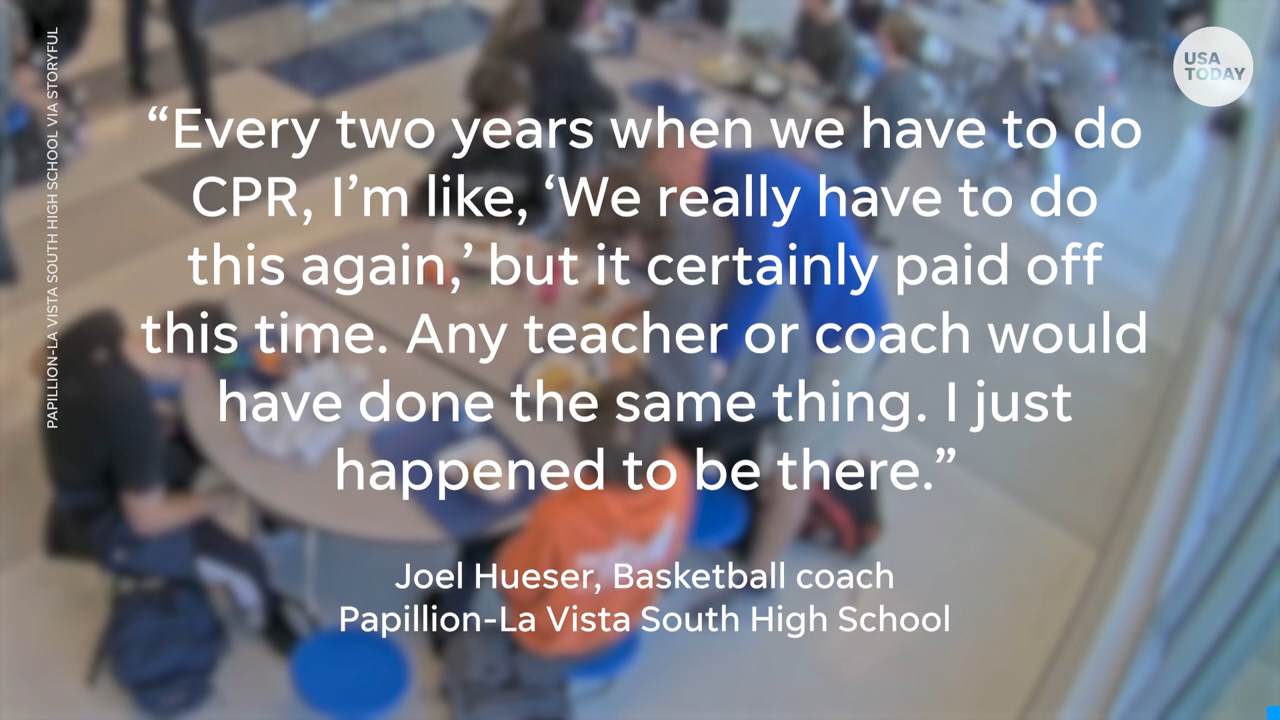 PAPILLION-LA VISTA SOUTH HIGH SCHOOL VIA STORYFUL
USA
TODAY
“Every two years when we have to do
CPR, I’m like, ‘We really have to do
this again,’ but it certainly paid off
this time. Any teacher or coach would
have done the same thing. I just
happened to be there.”
Joel Hueser, Basketball coach
Papillion-La Vista South High School